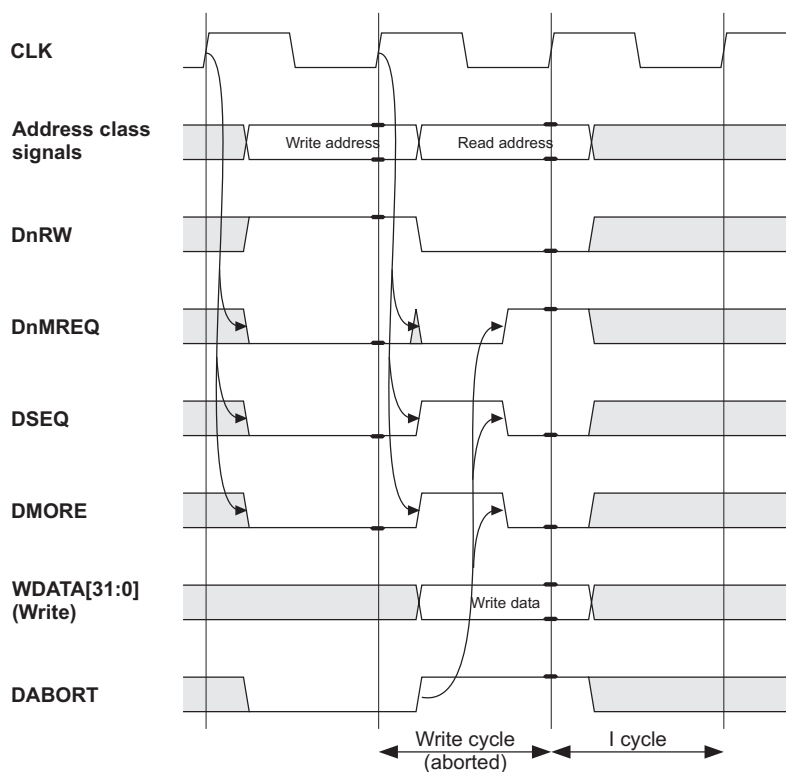 CLK
Address class
signals
Write address
Read address
DnRW
DnMREQ
DSEQ
DMORE
WDATA[31:0]
(Write)
Write data
DABORT
Write cycle
(aborted)
I cycle